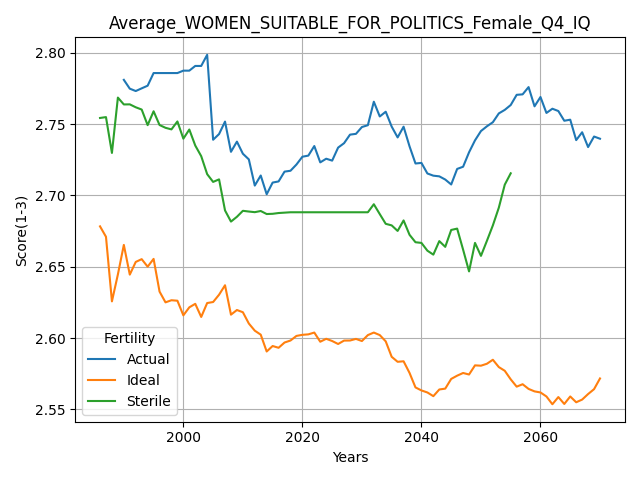 Average_WOMEN_SUITABLE_FOR_POLITICS_Female_Q4_IQ
2.80
2.75
2.70
2.65
2.60
2.55
Score(1-3)
Fertility
Actual
Ideal
Sterile
2000
2020
2040
2060
Years